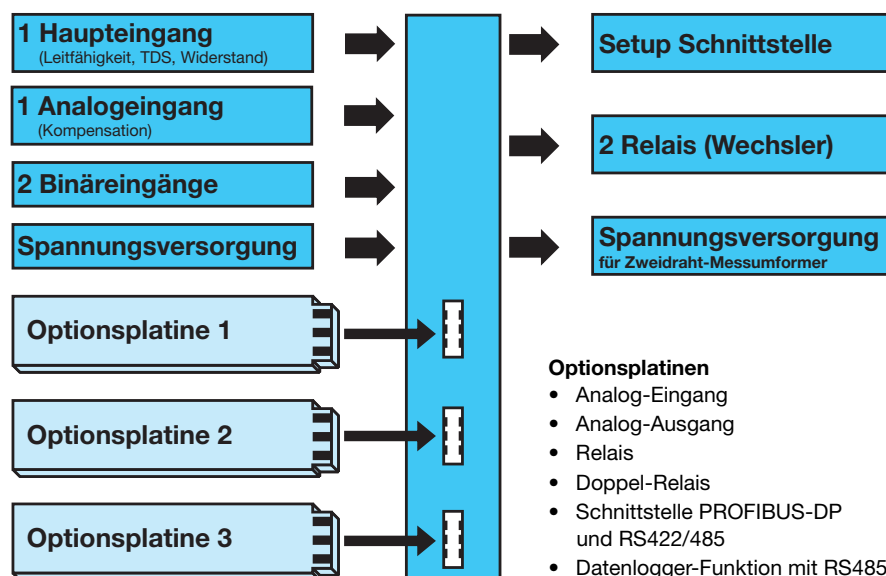 1 Haupteingang
(Leitfähigkeit, TDS, Widerstand)
1 Analogeingang
(Kompensation)
2 Binäreingänge
Spannungsversorgung
Optionsplatine 1
Optionsplatine 2
Optionsplatine 3
Setup Schnittstelle
2 Relais (Wechsler)
Spannungsversorgung
für Zweidraht-Messumformer
Optionsplatinen
• Analog-Eingang
• Analog-Ausgang
• Relais
• Doppel-Relais
• Schnittstelle PROFIBUS-DP
und RS422/485
• Datenlogger-Funktion mit RS485